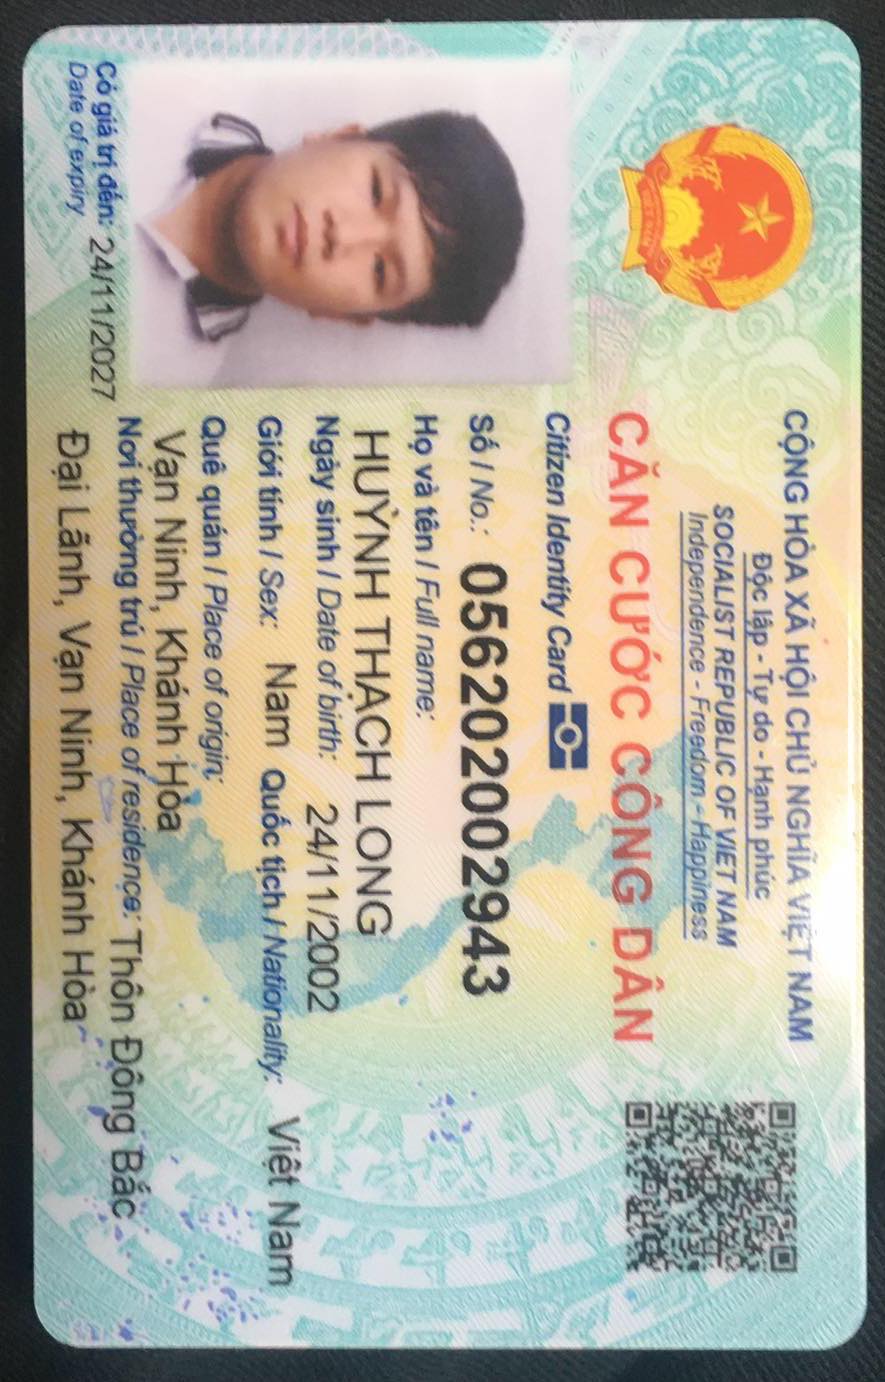 CỘNG HÒA XÃ HỘI CHỦ NGHĨA VIỆT NAM
Độc lập - Tự do - Hạnh phúc
SOCIALIST REPUBLIC OF VIET NAM
Independence - Freedom - Happiness
CĂN CƯỚC CÔNG DÂN
Citizen Identity Card
Số / No.: 056202002943
Họ và tên / Full name:
HUỲNH THẠCH LONG
Ngày sinh / Date of birth: 24/11/2002
Giới tính / Sex: Nam Quốc tịch / Nationality: Việt Nam
Quê quán / Place of origin:
Vạn Ninh, Khánh Hòa
Nơi thường trú / Place of residence: Thôn Đông Bắc
Đại Lãnh, Vạn Ninh, Khánh Hòa
Có giá trị đến: 24/11/2027
Date of expiry